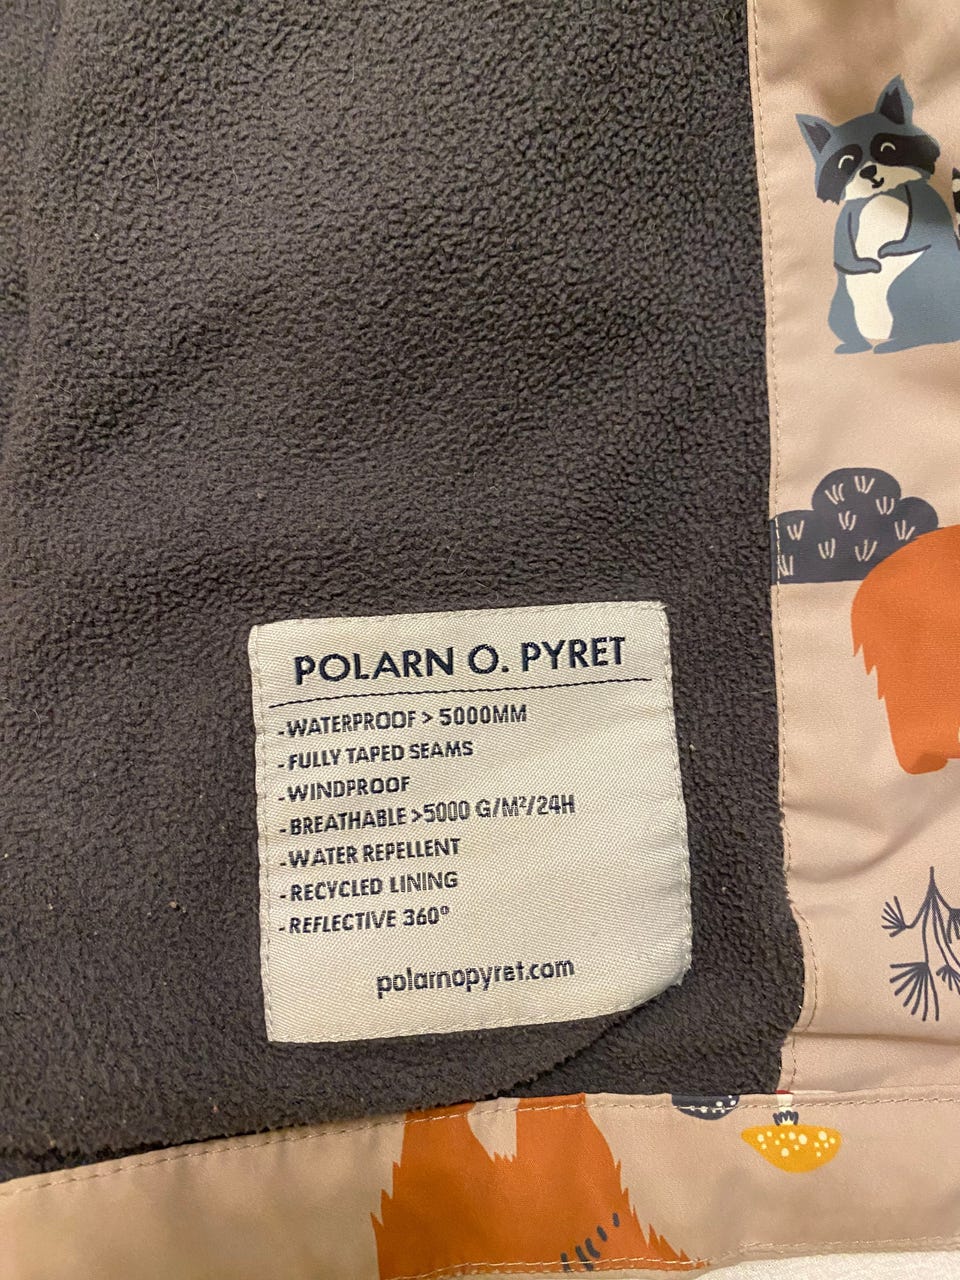 POLARN O. PYRET
-WATERPROOF > 5000MM
-FULLY TAPED SEAMS
-WINDPROOF
-BREATHABLE >5000 G/M²/24H
-WATER REPELLENT
-RECYCLED LINING
-REFLECTIVE 360°
polarnopyret.com